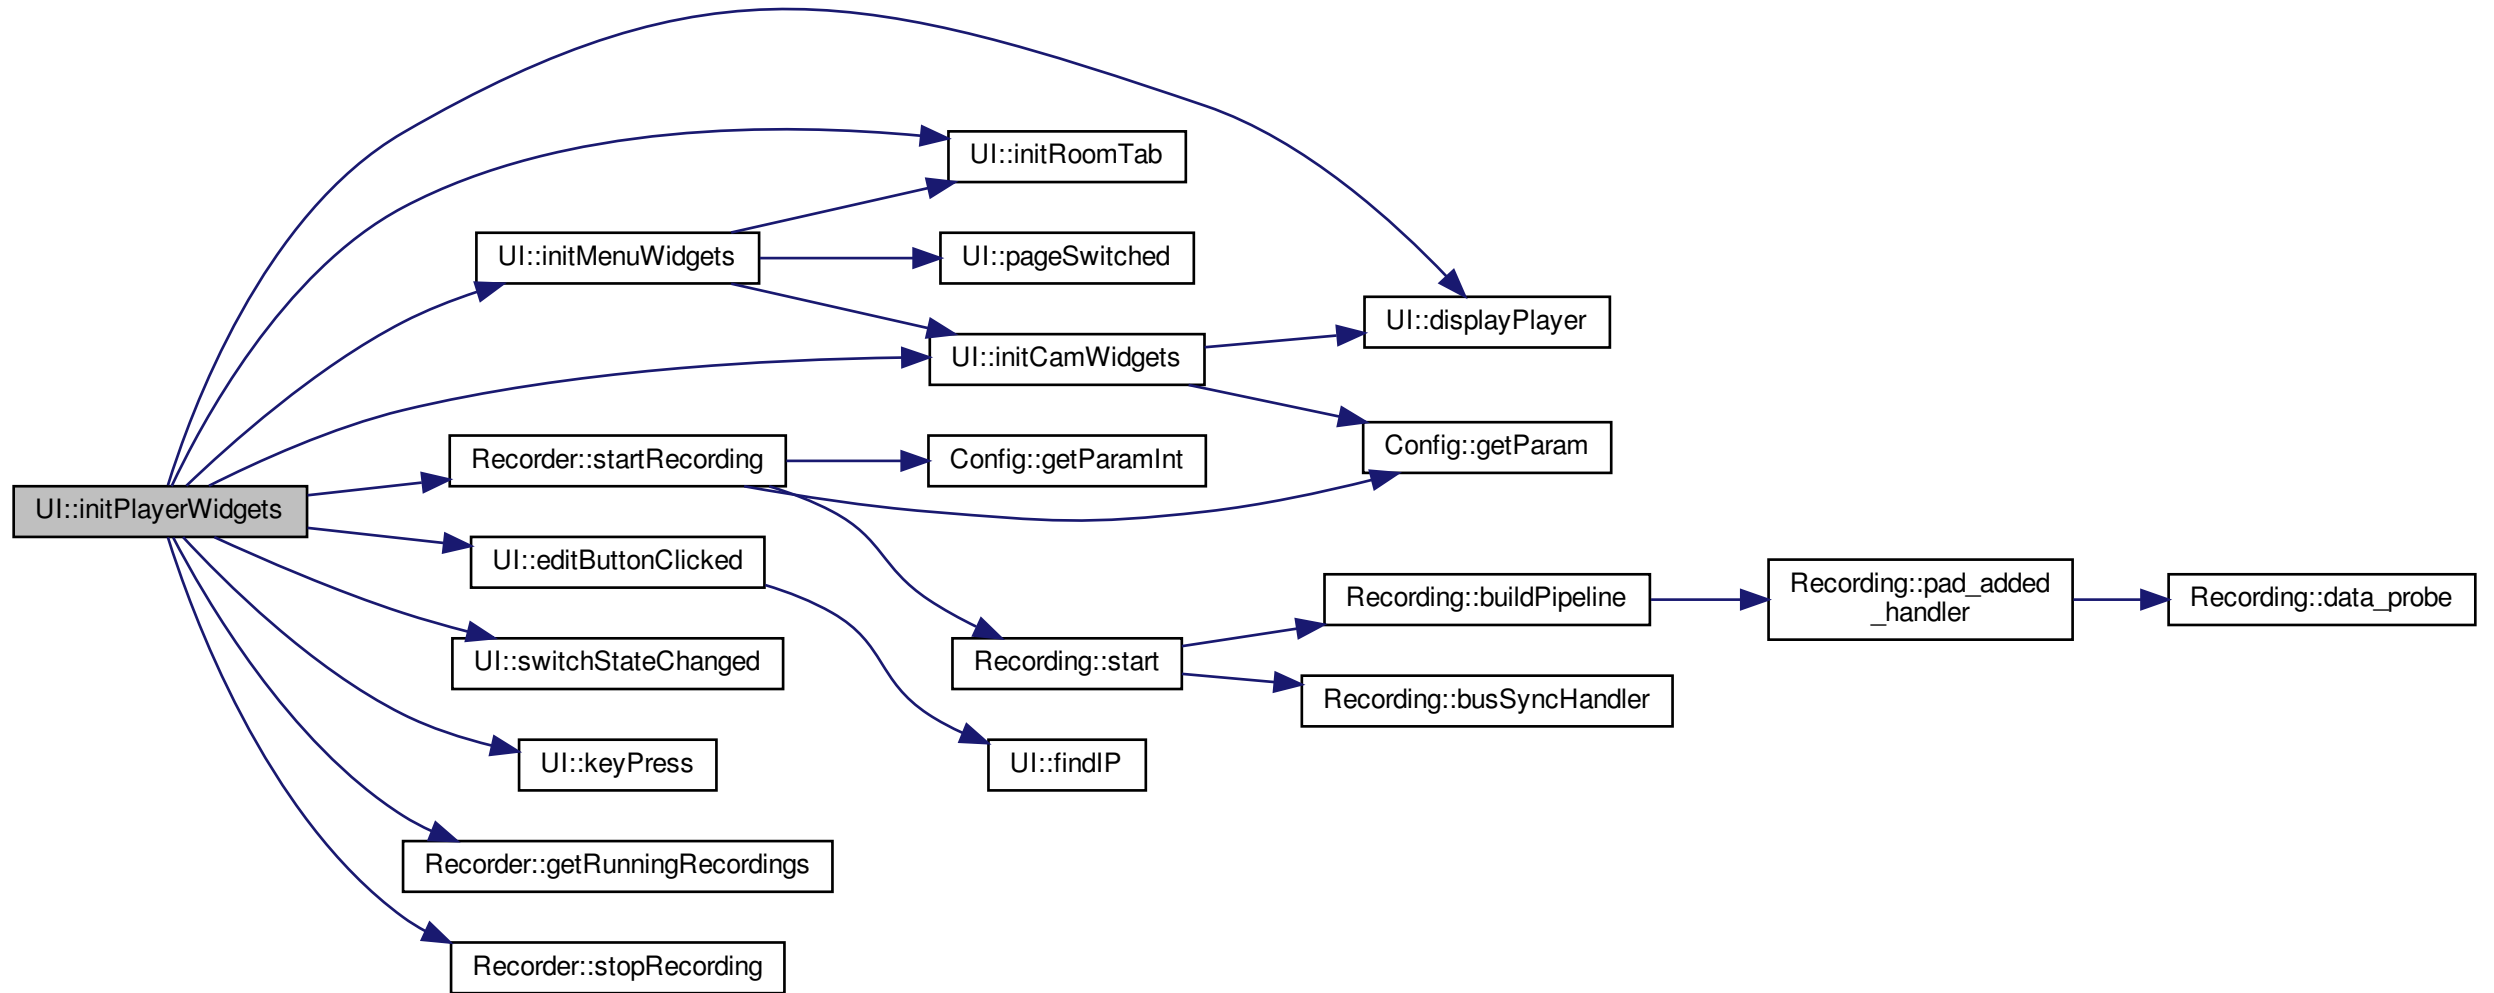 UI::initRoomTab
UI::initMenuWidgets
UI::pageSwitched
UI::displayPlayer
UI::initCamWidgets
Recorder::startRecording
Config::getParamInt
Config::getParam
UI::initPlayerWidgets
UI::editButtonClicked
Recording::buildPipeline
Recording::pad_added
_handler
Recording::data_probe
UI::switchStateChanged
Recording::start
Recording::busSyncHandler
UI::keyPress
UI::findIP
Recorder::getRunningRecordings
Recorder::stopRecording